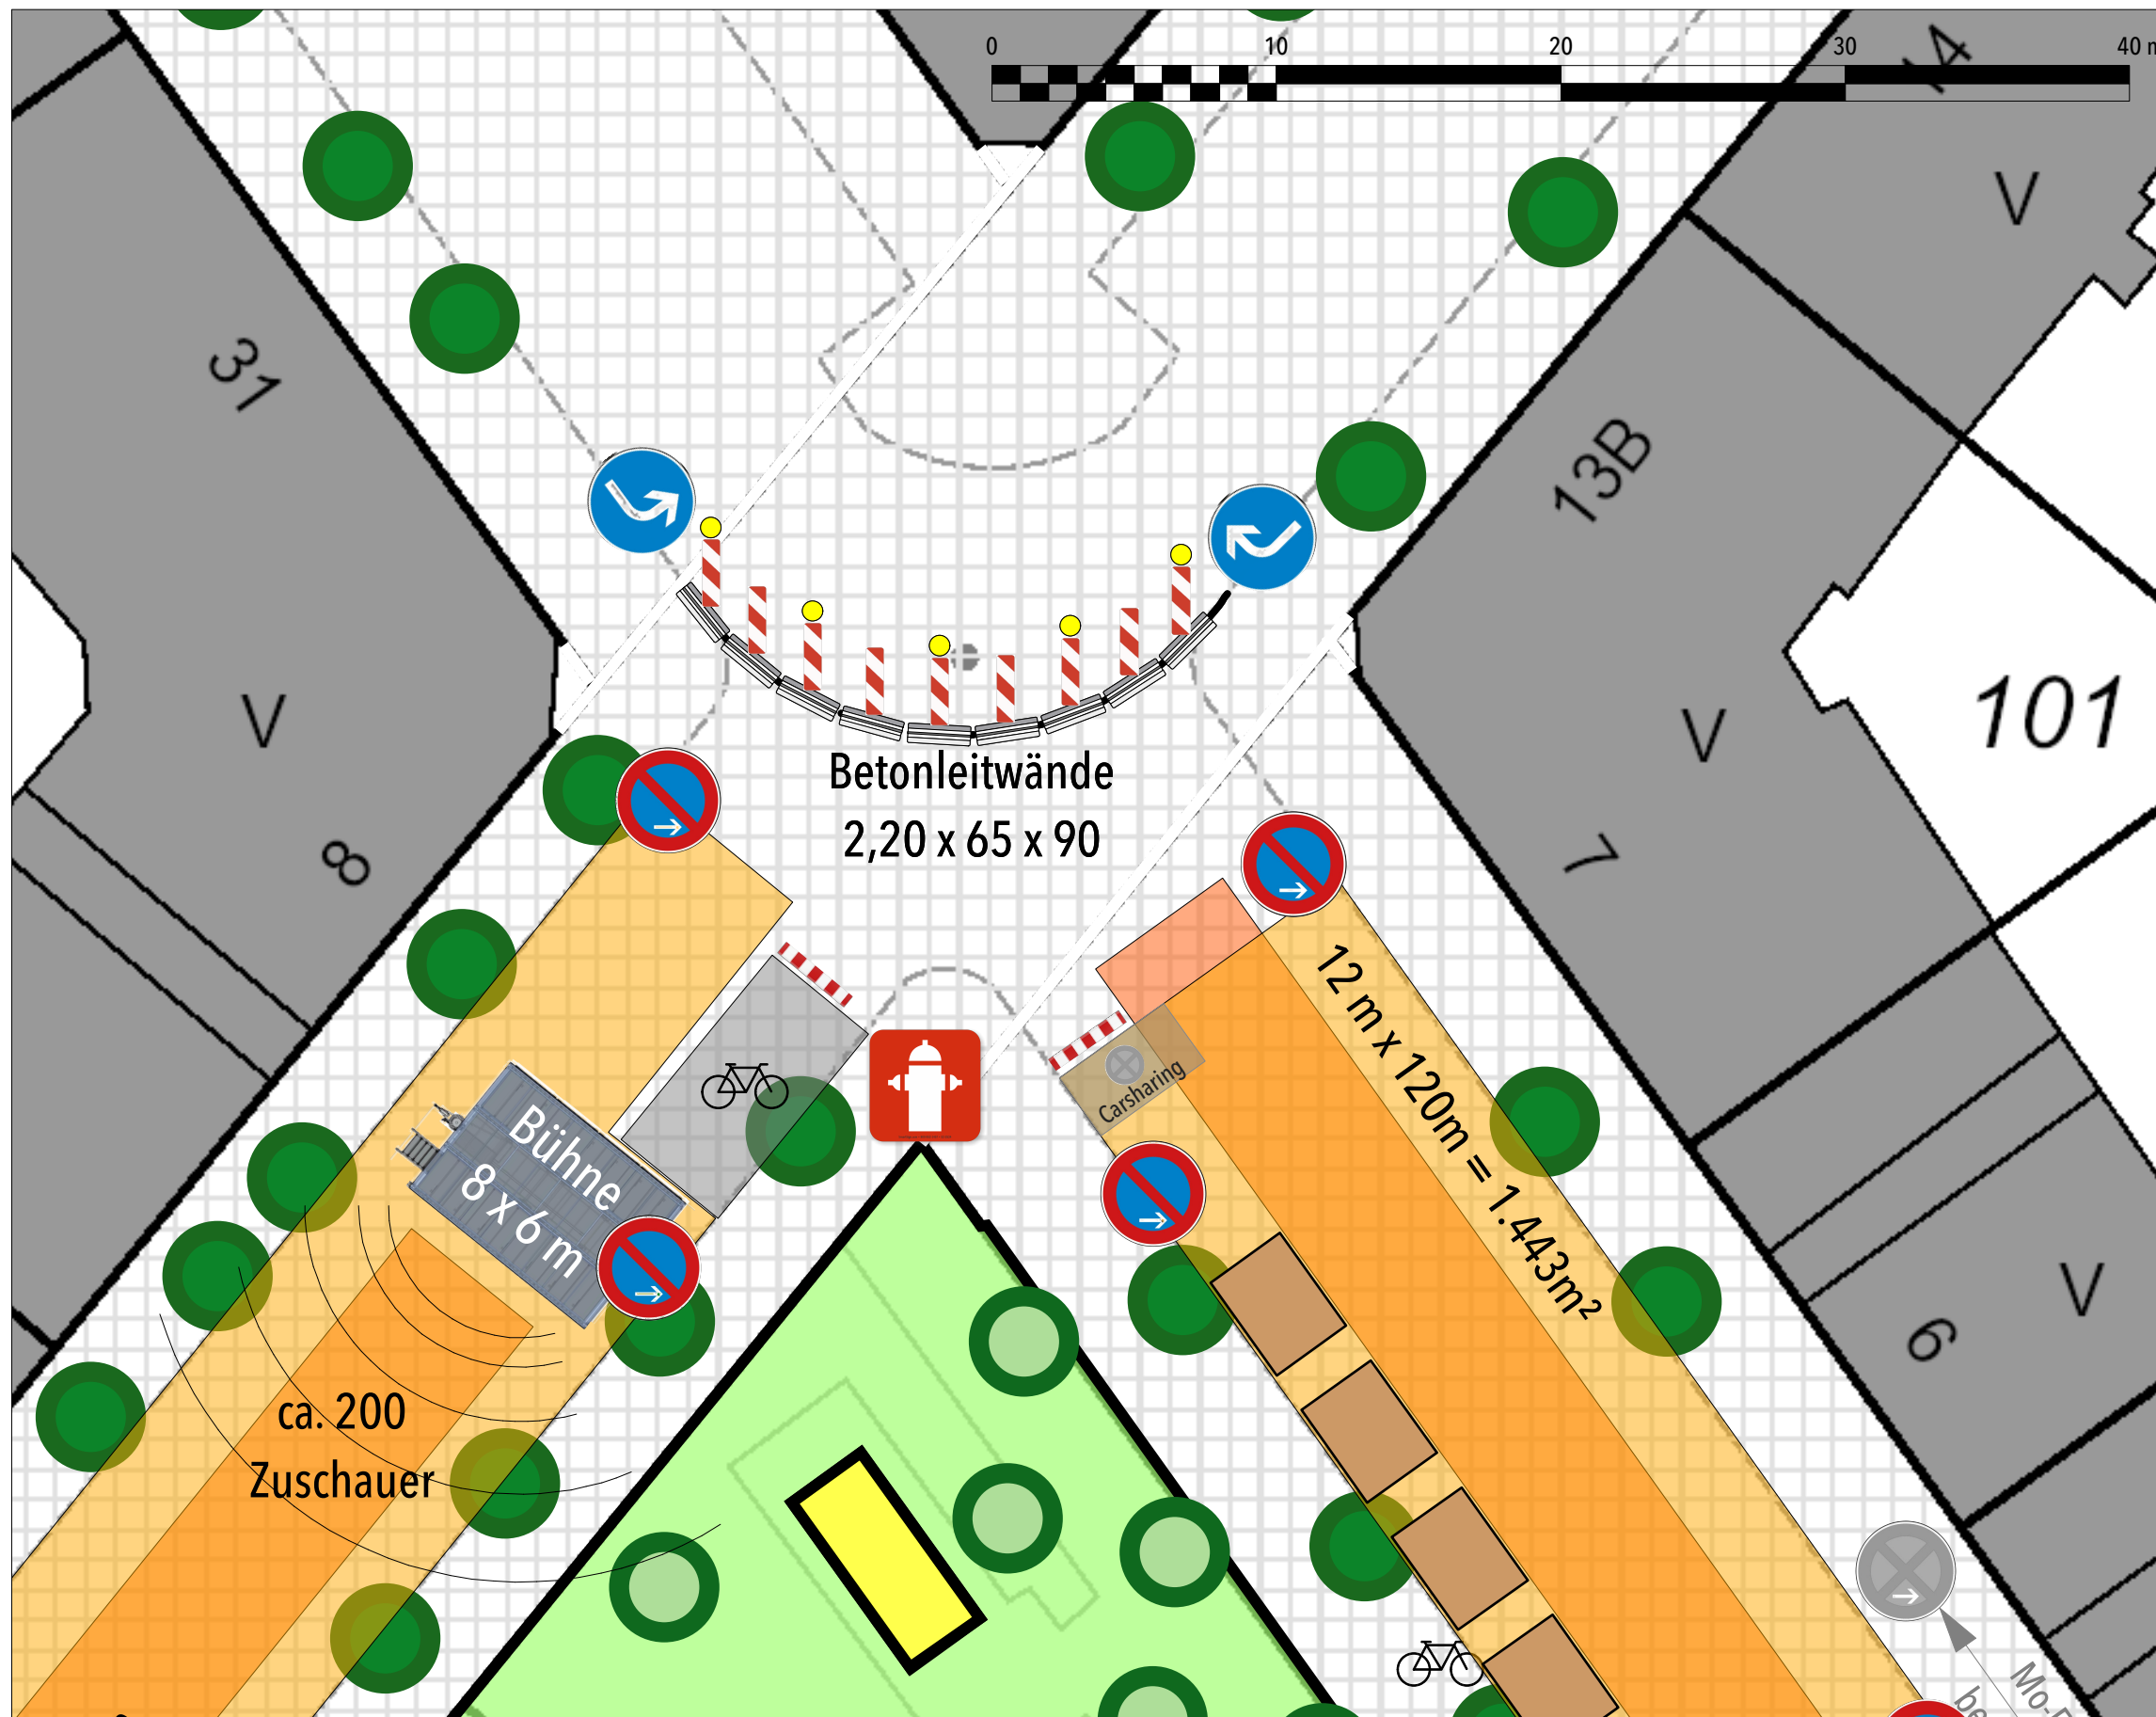 0 10 20 30 40 m
14
V
31
13B
101
V
V
Betonleitwände
2,20 x 65 x 90
8
7
12 m x 120m = 1.443m²
Carsharing
Bühne
8 x 6 m
V
6
ca. 200
Zuschauer